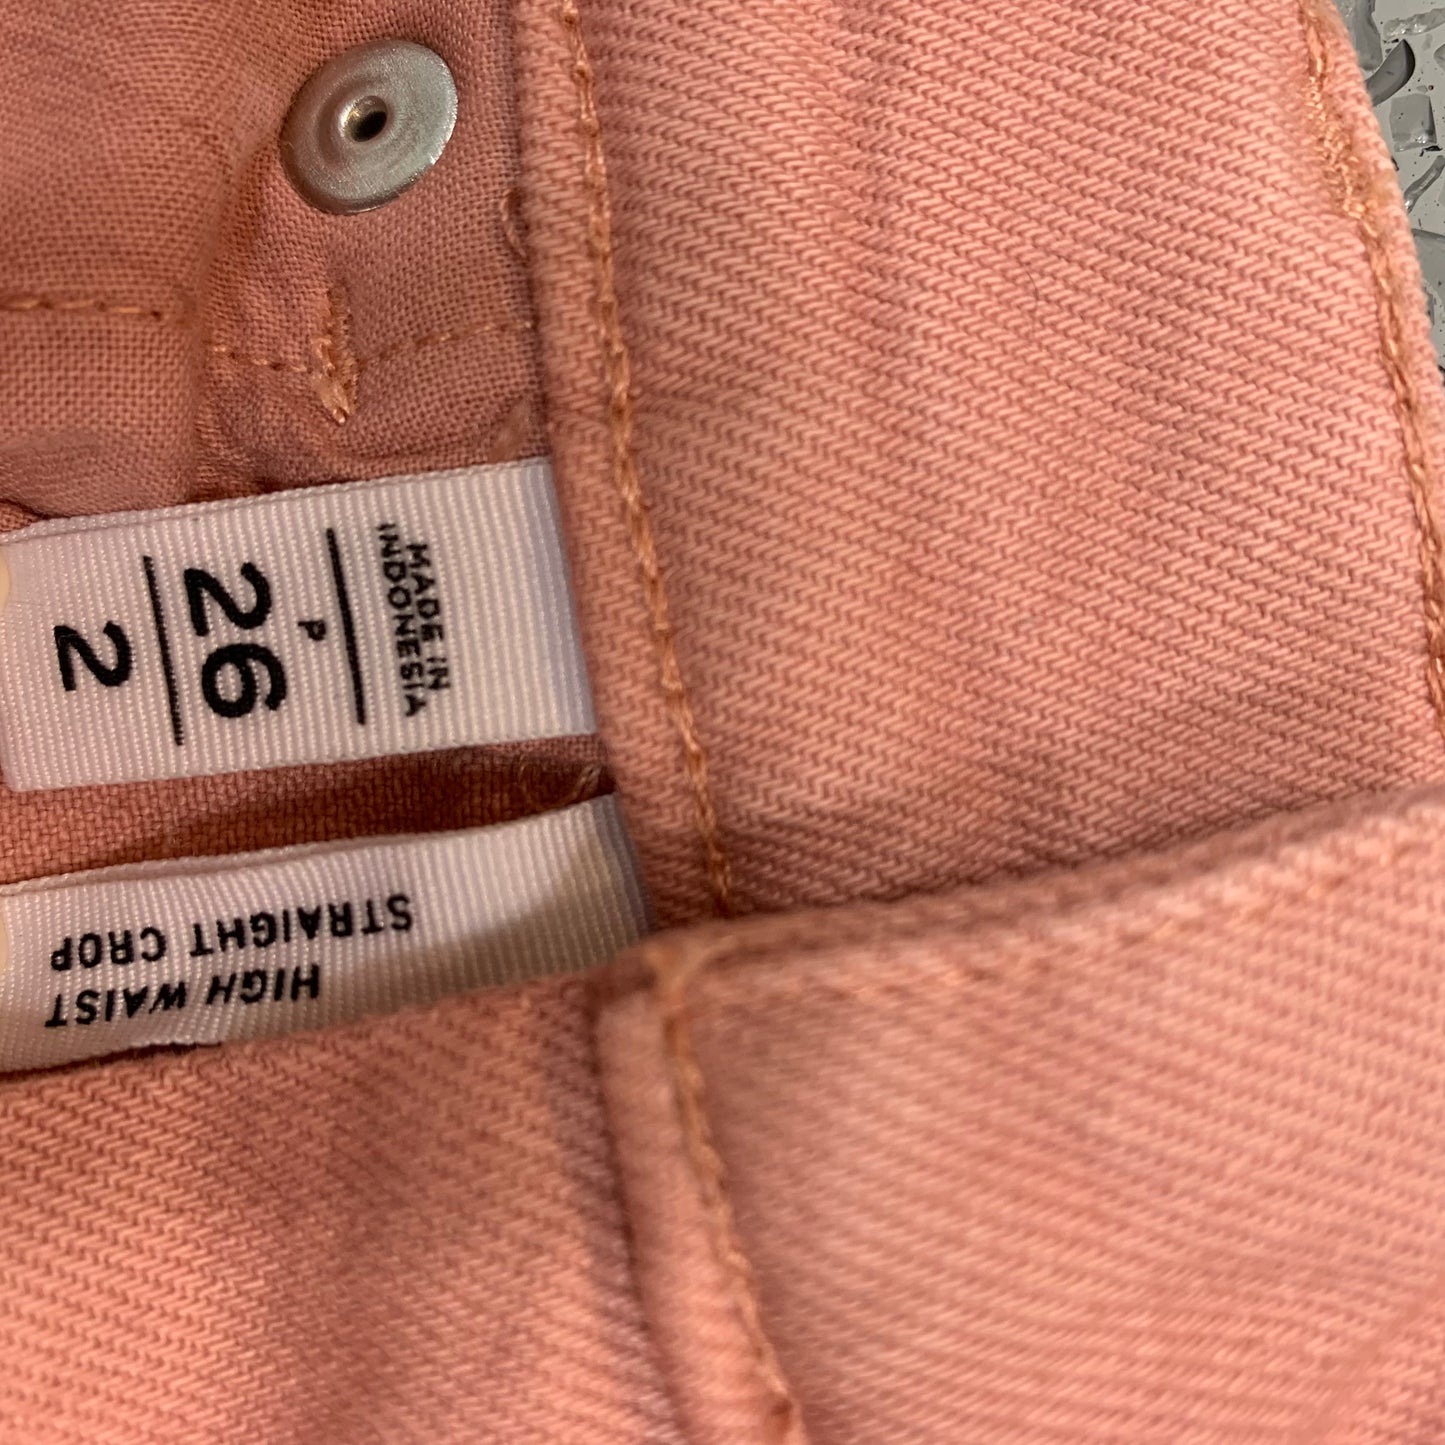 MADE IN
INDONESIA
P
26
2
HIGH WAIST
STRAIGHT CROP